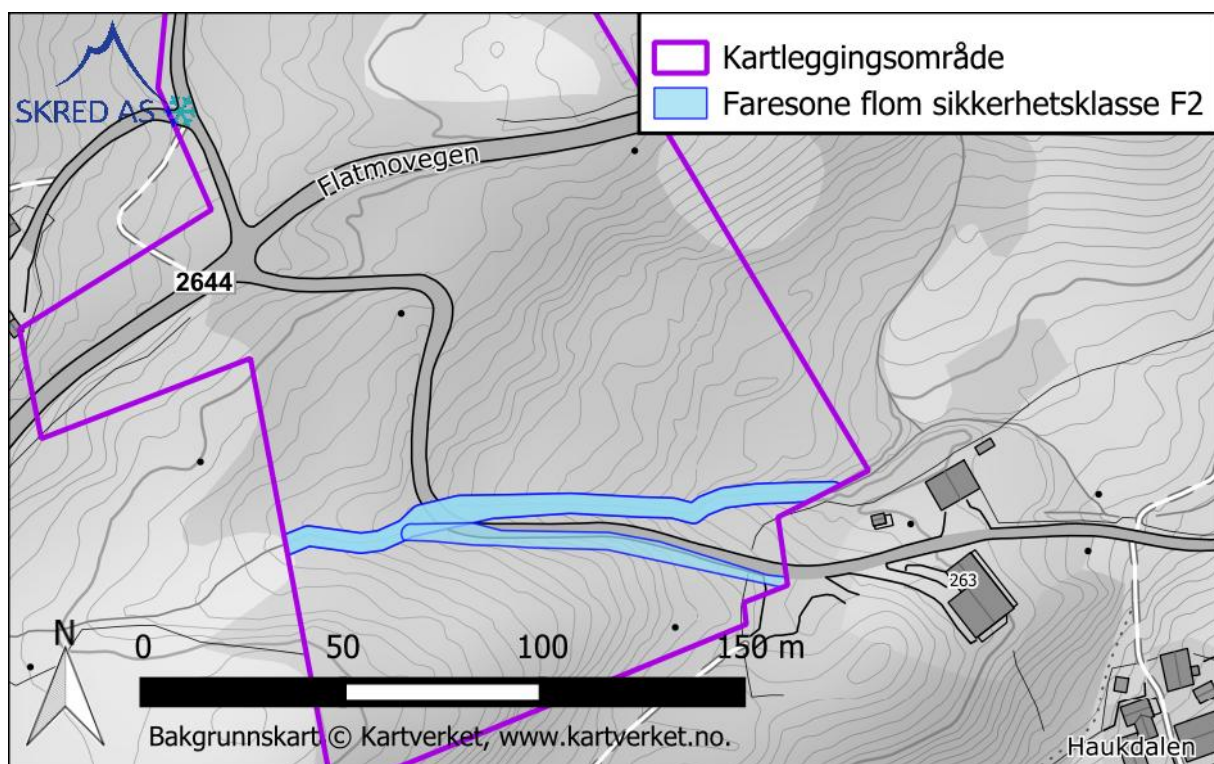 SKRED AS
Kartleggingsområde
Faresone flom sikkerhetsklasse F2
Flatmovegen
2644
263
N
0 50 100 150 m
Bakgrunnskart © Kartverket, www.kartverket.no.
Haukdalen